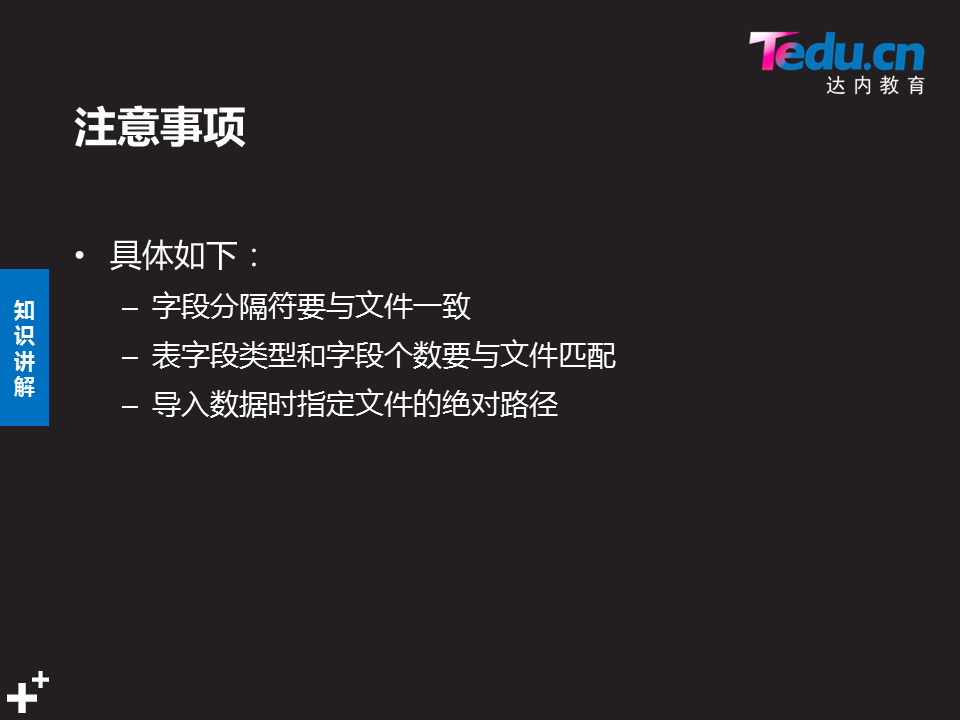 Tedu.cn
达内教育
注意事项
• 具体如下：
– 字段分隔符要与文件一致
– 表字段类型和字段个数要与文件匹配
– 导入数据时指定文件的绝对路径
知识讲解